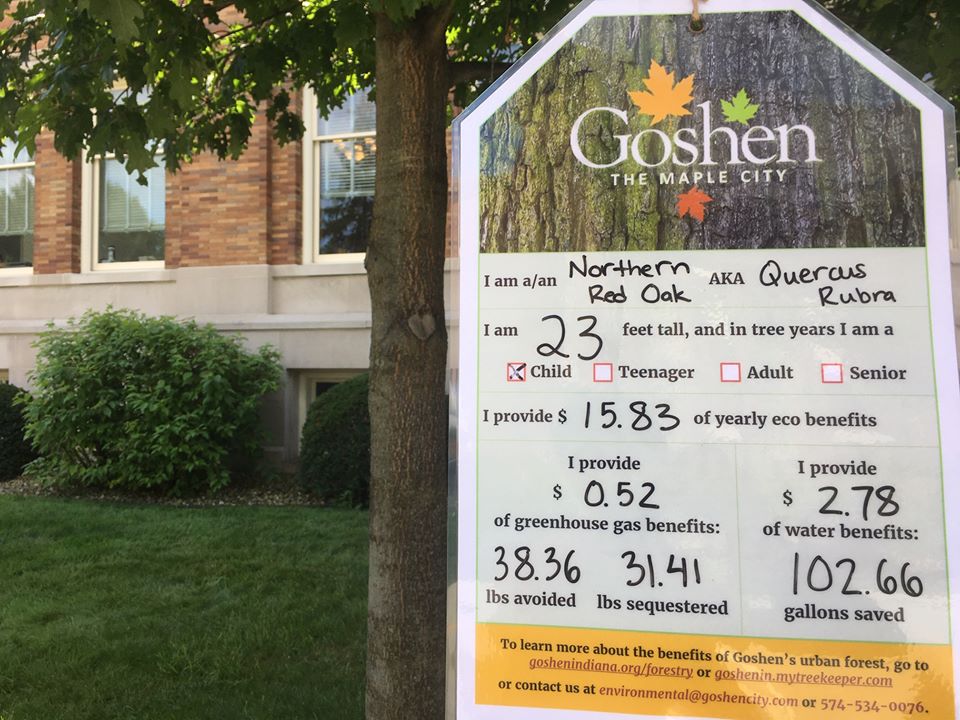 Goshen
THE MAPLE CITY
I am a/an Northern Red Oak AKA Quercus Rubra
I am 23 feet tall, and in tree years I am a
Child Teenager Adult Senior
I provide $ 15.83 of yearly eco benefits
I provide
$ 0.52
of greenhouse gas benefits:
38.36 31.41
lbs avoided lbs sequestered
I provide
$ 2.78
of water benefits:
102.66
gallons saved
To learn more about the benefits of Goshen's urban forest, go to
goshenindiana.org/forestry or goshenin.mytreekeeper.com
or contact us at environmental@goshencity.com or 574-534-0076.